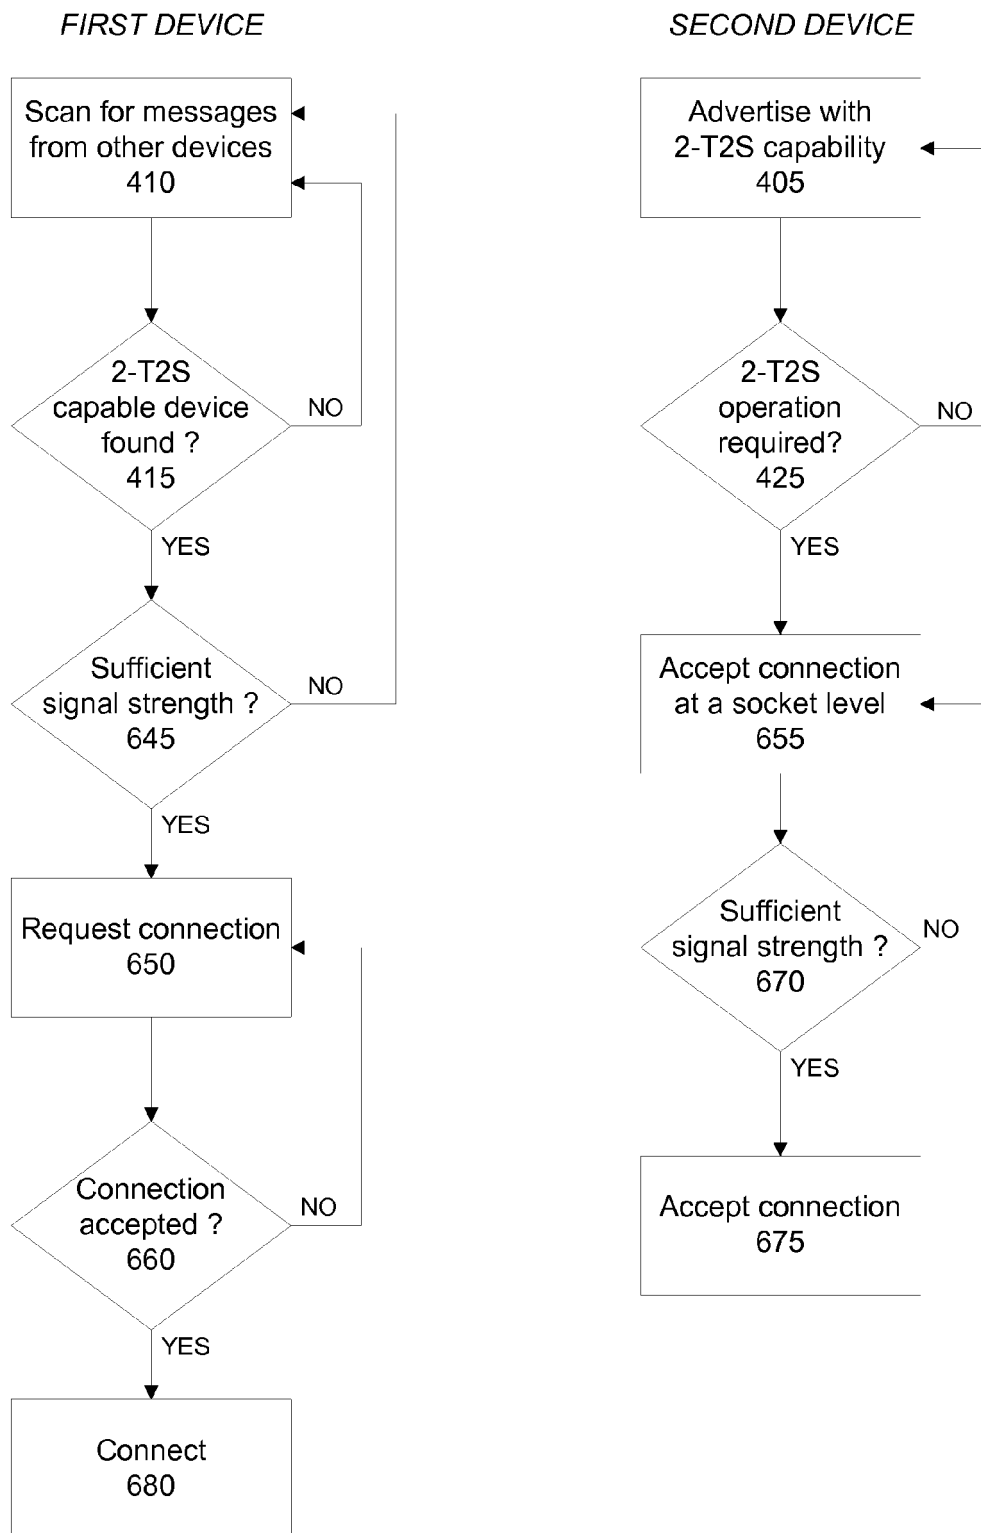 FIRST DEVICE
Scan for messages
from other devices
410
2-T2S
capable device
found ?
415
NO
YES
Sufficient
signal strength ?
645
NO
YES
Request connection
650
Connection
accepted ?
660
NO
YES
Connect
680
SECOND DEVICE
Advertise with
2-T2S capability
405
2-T2S
operation
required?
425
NO
YES
Accept connection
at a socket level
655
Sufficient
signal strength ?
670
NO
YES
Accept connection
675